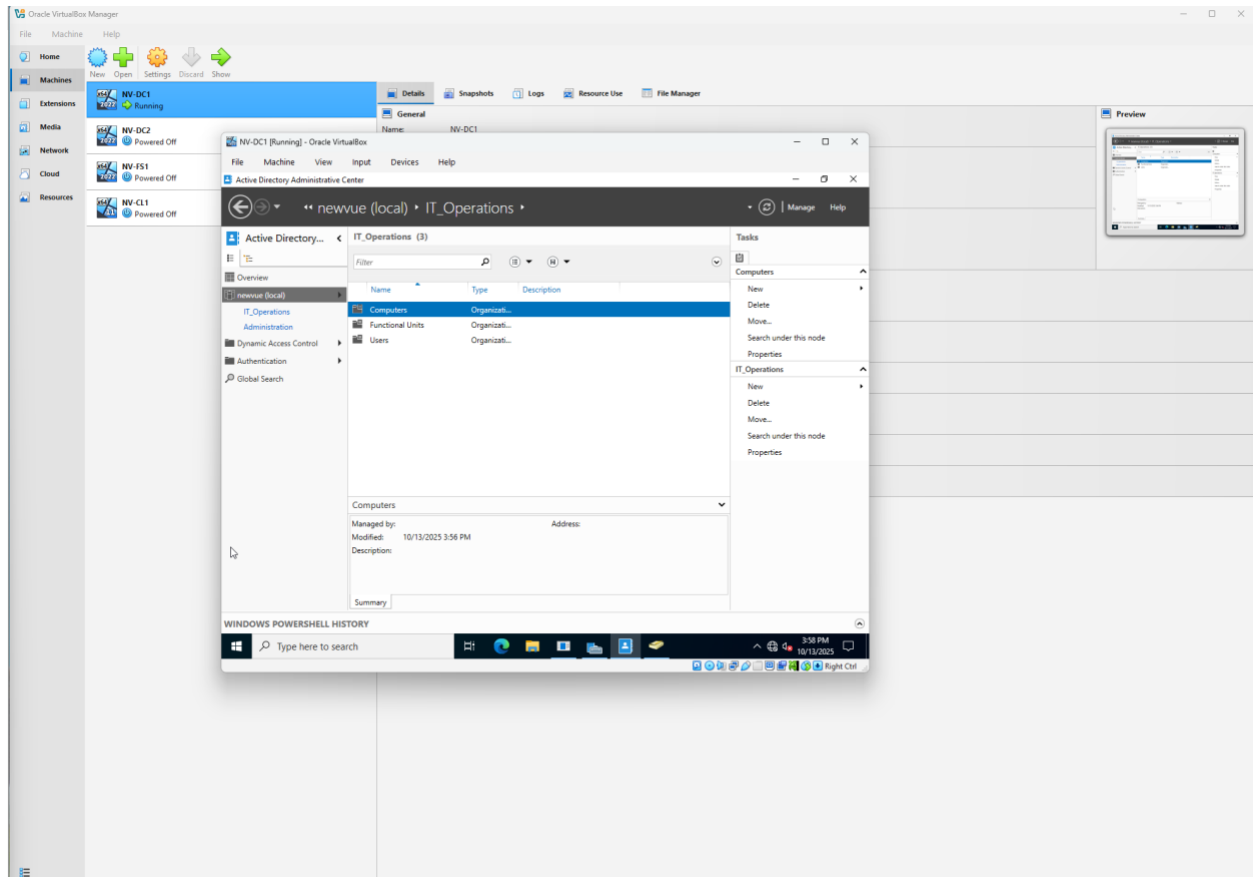 Oracle VirtualBox Manager
File Machine Help
Home
Machines
Extensions
Media
Network
Cloud
Resources
New Open Settings Discard Show
NV-DC1
Running
NV-DC2
Powered Off
NV-FS1
Powered Off
NV-CL1
Powered Off
Details Snapshots Logs Resource Use File Manager
General
Name: NV-DC1
Preview
NV-DC1 [Running] - Oracle VirtualBox
File Machine View Input Devices Help
Active Directory Administrative Center
newvue (local) IT_Operations
Manage Help
Active Directory...
Overview
newvue (local)
IT_Operations
Administration
Dynamic Access Control
Authentication
Global Search
IT_Operations (3)
Filter
Name Type Description
Computers Organizati...
Functional Units Organizati...
Users Organizati...
Computers
Managed by: Address:
Modified: 10/13/2025 3:56 PM
Description:
Summary
Tasks
Computers
New
Delete
Move...
Search under this node
Properties
IT_Operations
New
Delete
Move...
Search under this node
Properties
WINDOWS POWERSHELL HISTORY
Type here to search
3:58 PM
10/13/2025
Right Ctrl